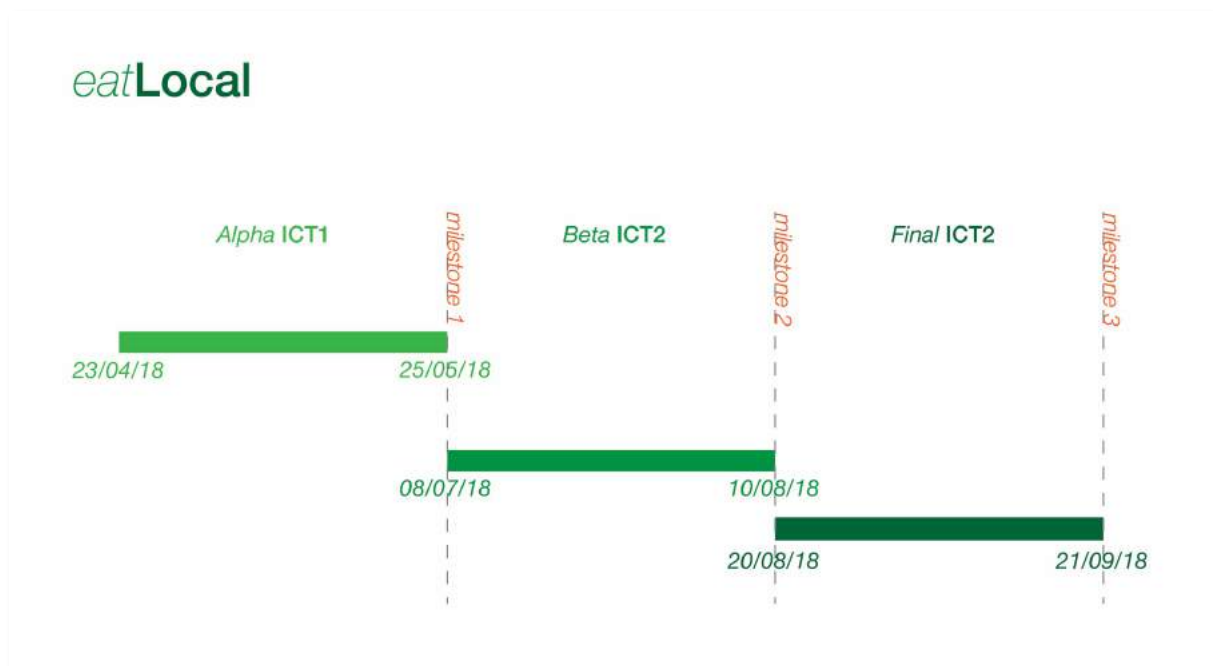 eatLocal
Alpha ICT1
milestone 1
Beta ICT2
milestone 2
Final ICT2
milestone 3
23/04/18
25/05/18
08/07/18
10/08/18
20/08/18
21/09/18